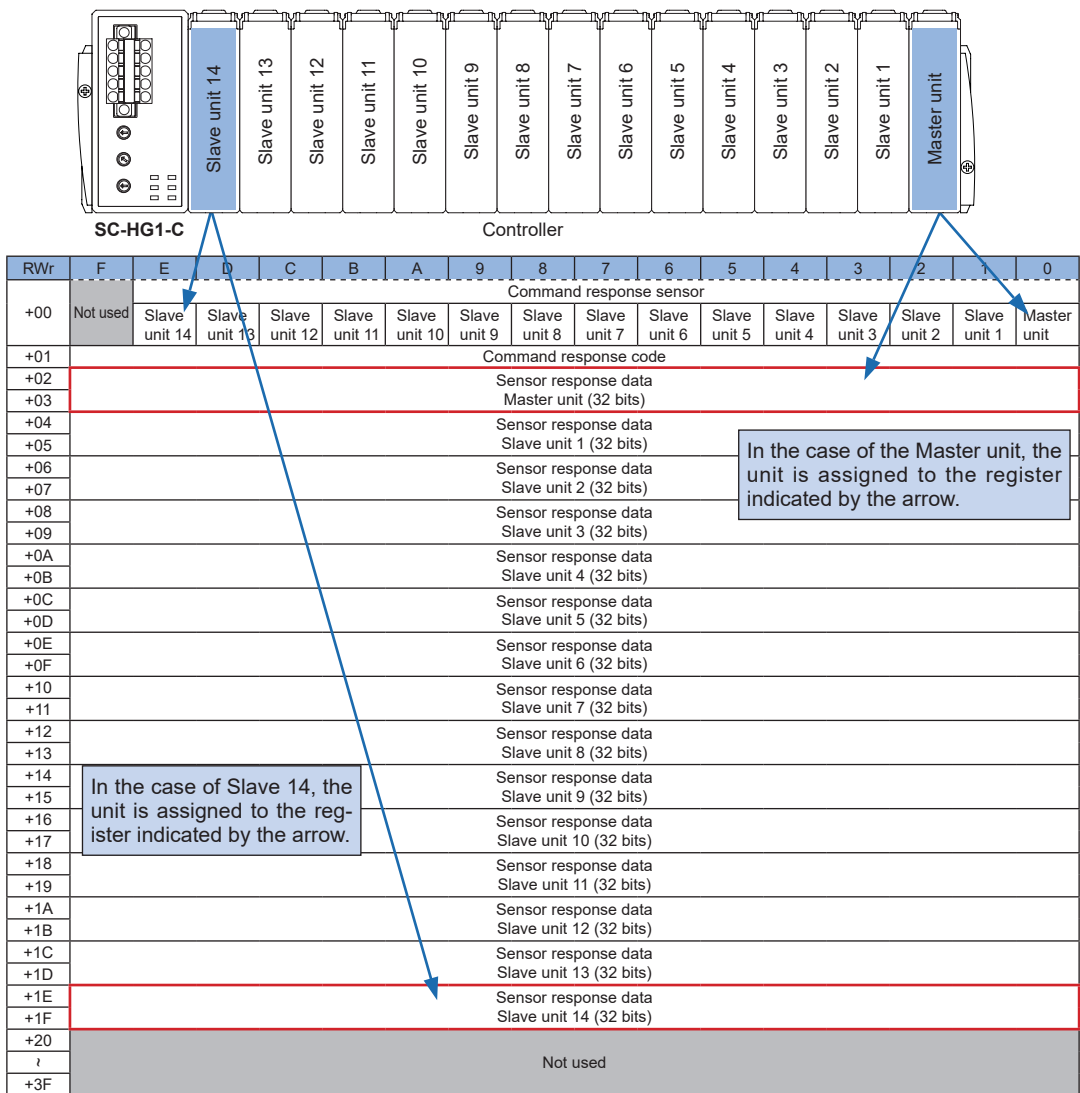 Slave unit 14
Slave unit 13
Slave unit 12
Slave unit 11
Slave unit 10
Slave unit 9
Slave unit 8
Slave unit 7
Slave unit 6
Slave unit 5
Slave unit 4
Slave unit 3
Slave unit 2
Slave unit 1
Master unit
SC-HG1-C
Controller
RWr F E D C B A 9 8 7 6 5 4 3 2 1 0
Command response sensor
+00 Not used Slave unit 14 Slave unit 13 Slave unit 12 Slave unit 11 Slave unit 10 Slave unit 9 Slave unit 8 Slave unit 7 Slave unit 6 Slave unit 5 Slave unit 4 Slave unit 3 Slave unit 2 Slave unit 1 Master unit
+01 Command response code
+02 Sensor response data
+03 Master unit (32 bits)
+04 Sensor response data
+05 Slave unit 1 (32 bits)
+06 Sensor response data
+07 Slave unit 2 (32 bits)
In the case of the Master unit, the
unit is assigned to the register
indicated by the arrow.
+08 Sensor response data
+09 Slave unit 3 (32 bits)
+0A Sensor response data
+0B Slave unit 4 (32 bits)
+0C Sensor response data
+0D Slave unit 5 (32 bits)
+0E Sensor response data
+0F Slave unit 6 (32 bits)
+10 Sensor response data
+11 Slave unit 7 (32 bits)
+12 Sensor response data
+13 Slave unit 8 (32 bits)
+14 Sensor response data
+15 Slave unit 9 (32 bits)
In the case of Slave 14, the
unit is assigned to the reg-
ister indicated by the arrow.
+16 Sensor response data
+17 Slave unit 10 (32 bits)
+18 Sensor response data
+19 Slave unit 11 (32 bits)
+1A Sensor response data
+1B Slave unit 12 (32 bits)
+1C Sensor response data
+1D Slave unit 13 (32 bits)
+1E Sensor response data
+1F Slave unit 14 (32 bits)
+20
~ Not used
+3F